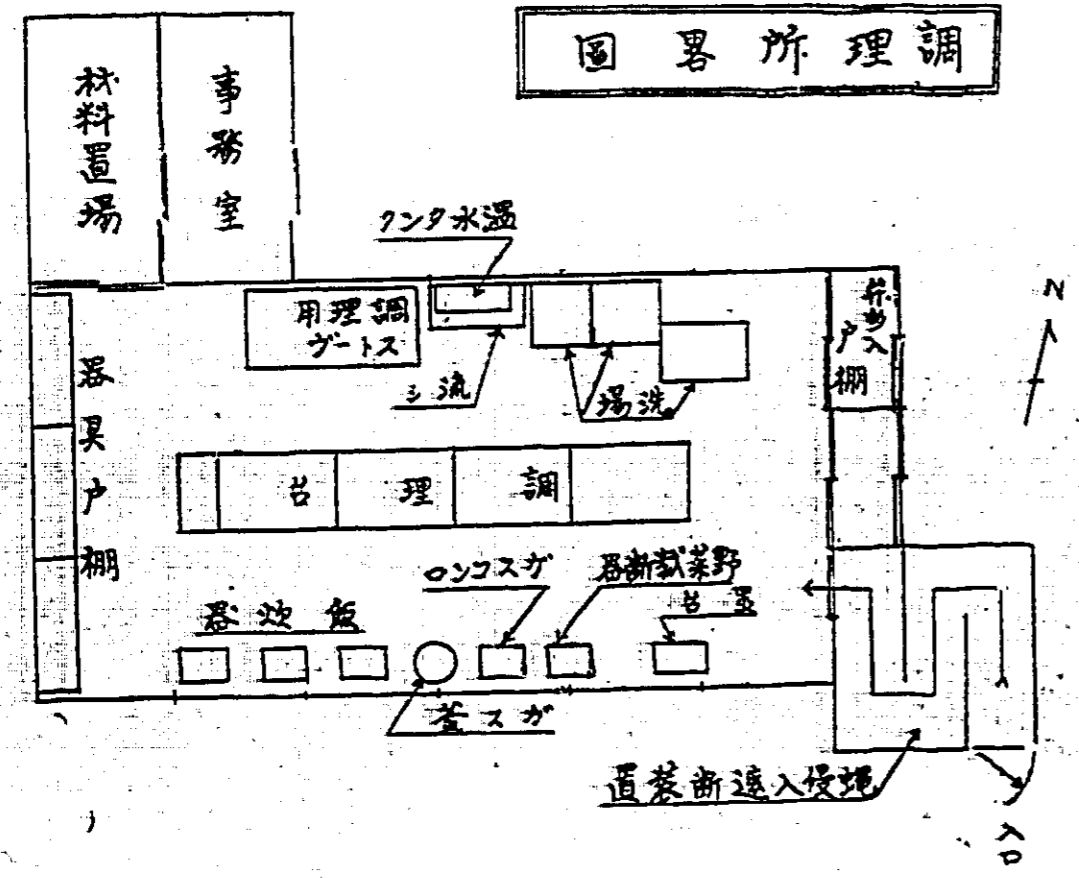 調理所畧圖
材料置場
事務室
温水タンク
調理用
ストーヴ
流シ
洗場
入
戸棚
N
器具戸棚
調理台
ガスコンロ
野菜截断器
置台
飯炊器
ガス釜
蝿侵入遮断装置
入口